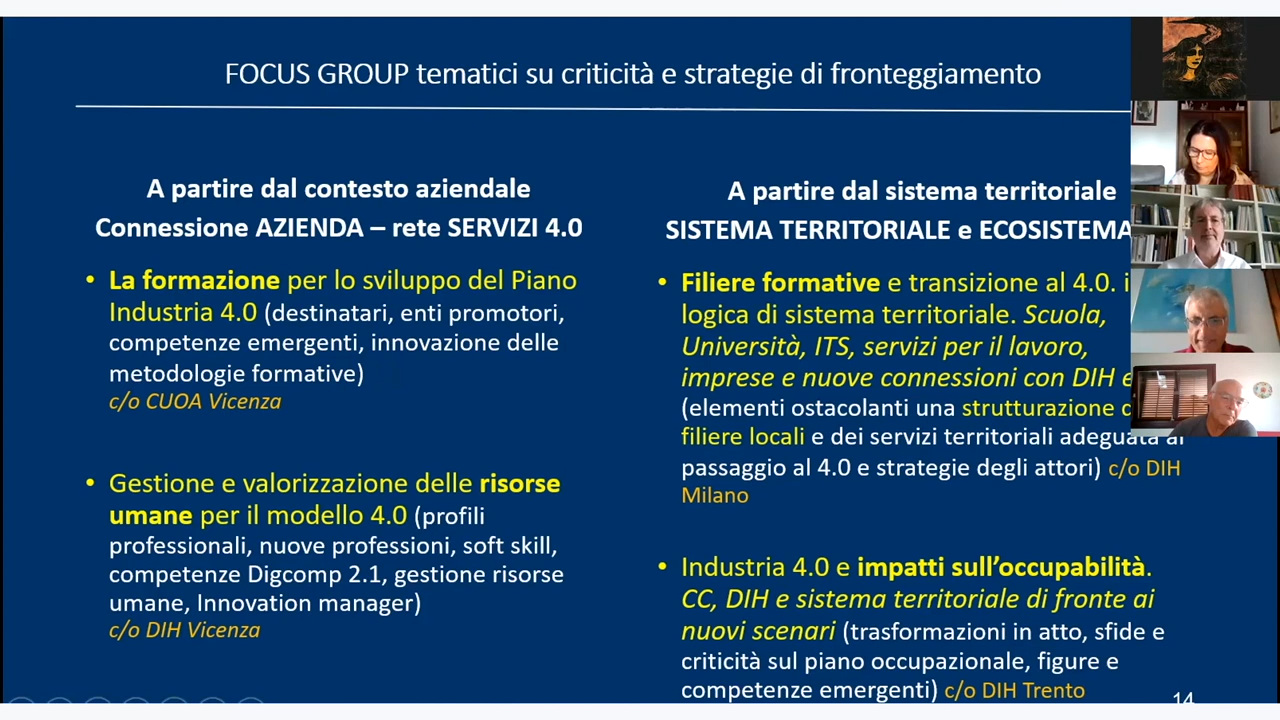 FOCUS GROUP tematici su criticità e strategie di fronteggiamento
A partire dal contesto aziendale
Connessione AZIENDA – rete SERVIZI 4.0
• La formazione per lo sviluppo del Piano
Industria 4.0 (destinatari, enti promotori,
competenze emergenti, innovazione delle
metodologie formative)
c/o CUOA Vicenza
• Gestione e valorizzazione delle risorse
umane per il modello 4.0 (profili
professionali, nuove professioni, soft skill,
competenze Digcomp 2.1, gestione risorse
umane, Innovation manager)
c/o DIH Vicenza
A partire dal sistema territoriale
SISTEMA TERRITORIALE e ECOSISTEMA
• Filiere formative e transizione al 4.0.
logica di sistema territoriale. Scuola,
Università, ITS, servizi per il lavoro,
imprese e nuove connessioni con DIH
(elementi ostacolanti una strutturazione
filiere locali e dei servizi territoriali adeguata al
passaggio al 4.0 e strategie degli attori) c/o DIH
Milano
• Industria 4.0 e impatti sull’occupabilità.
CC, DIH e sistema territoriale di fronte ai
nuovi scenari (trasformazioni in atto, sfide e
criticità sul piano occupazionale, figure e
competenze emergenti) c/o DIH Trento
14